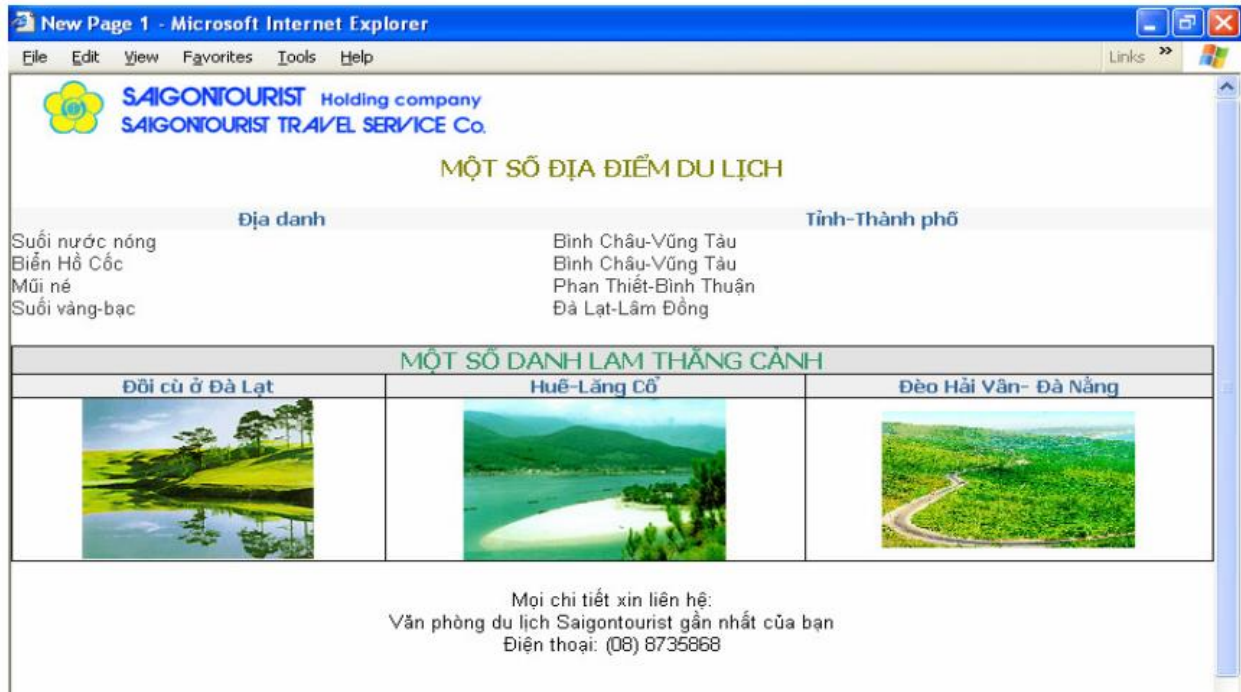 New Page 1 - Microsoft Internet Explorer
File Edit View Favorites Tools Help Links »
SAIGONTOURIST Holding company
SAIGONTOURIST TRAVEL SERVICE Co.
MỘT SỐ ĐỊA ĐIỂM DU LỊCH
Địa danh Tỉnh-Thành phố
Suối nước nóng Bình Châu-Vũng Tàu
Biển Hồ Cốc Bình Châu-Vũng Tàu
Mũi né Phan Thiết-Bình Thuận
Suối vàng-bạc Đà Lạt-Lâm Đồng
MỘT SỐ DANH LAM THẮNG CẢNH
Đồi cù ở Đà Lạt Huế-Lăng Cô Đèo Hải Vân- Đà Nẵng
Mọi chi tiết xin liên hệ:
Văn phòng du lịch Saigontourist gần nhất của bạn
Điện thoại: (08) 8735868